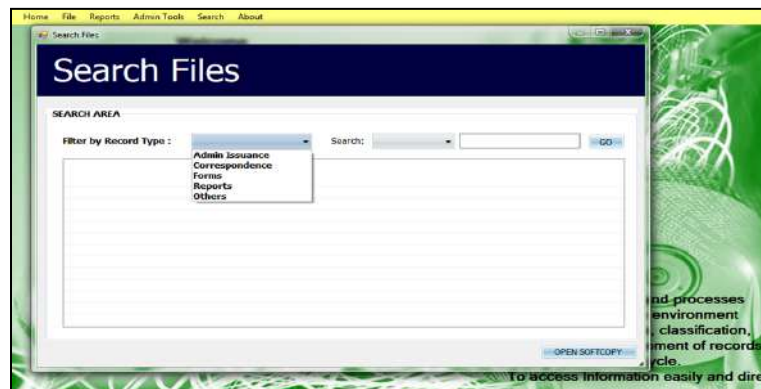 Home File Reports Admin Tools Search About
Search Files
Search Files
SEARCH AREA
Filter by Record Type : Search: GO
Admin Issuance
Correspondence
Forms
Reports
Others
nd processes
environment
, classification,
ment of records
ycle.
OPEN SOFTCOPY
To access Information easily and dire